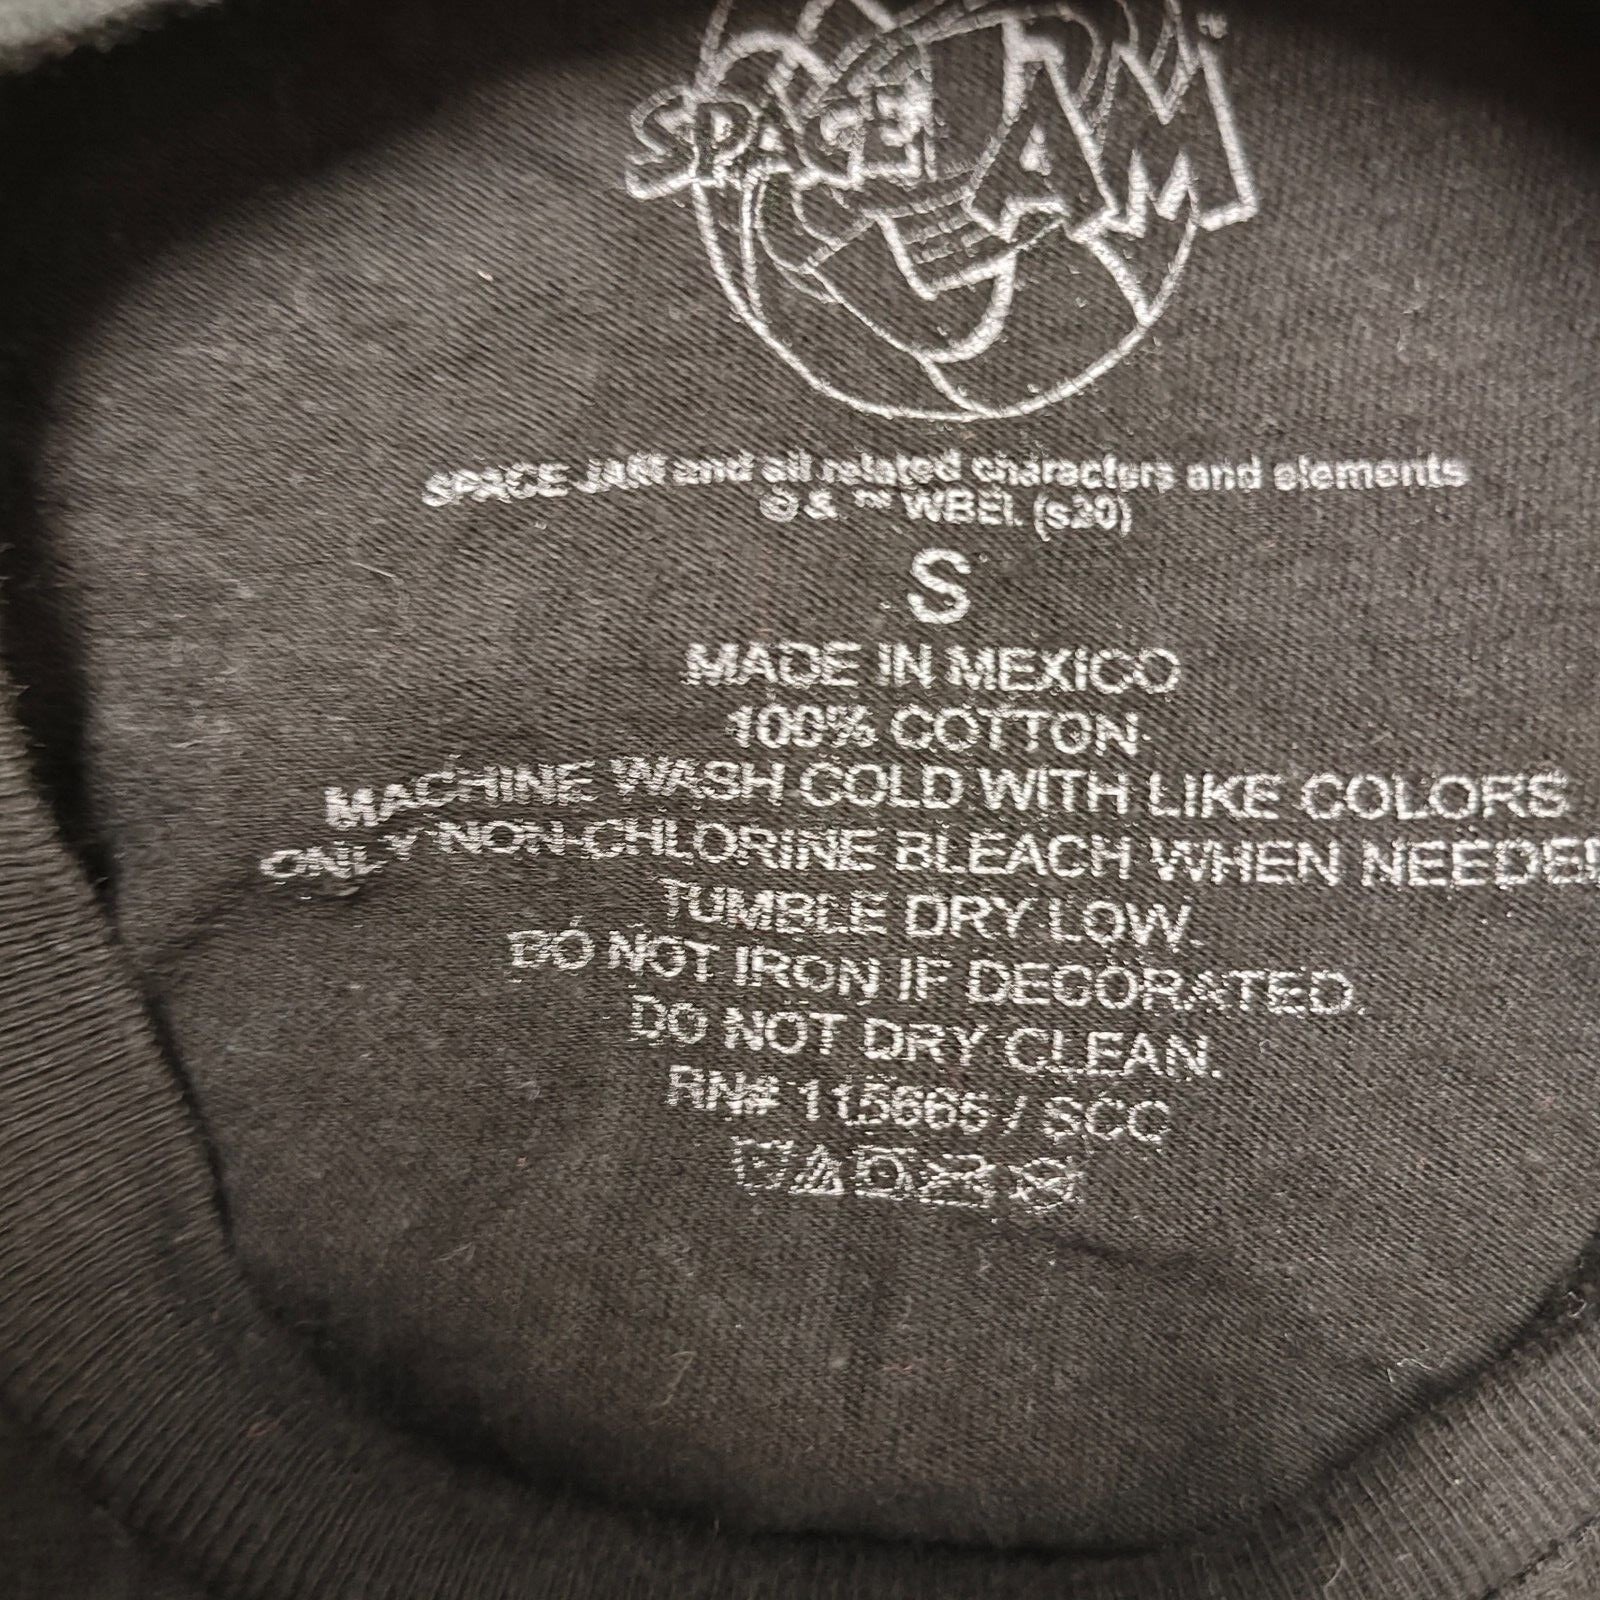 SPACE JAM ™
SPACE JAM and all related characters and elements
© & ™ WBEI. (s20)
S
MADE IN MEXICO
100% COTTON
MACHINE WASH COLD WITH LIKE COLORS
ONLY NON-CHLORINE BLEACH WHEN NEEDED
TUMBLE DRY LOW.
DO NOT IRON IF DECORATED.
DO NOT DRY CLEAN.
RN# 115665 / SCC